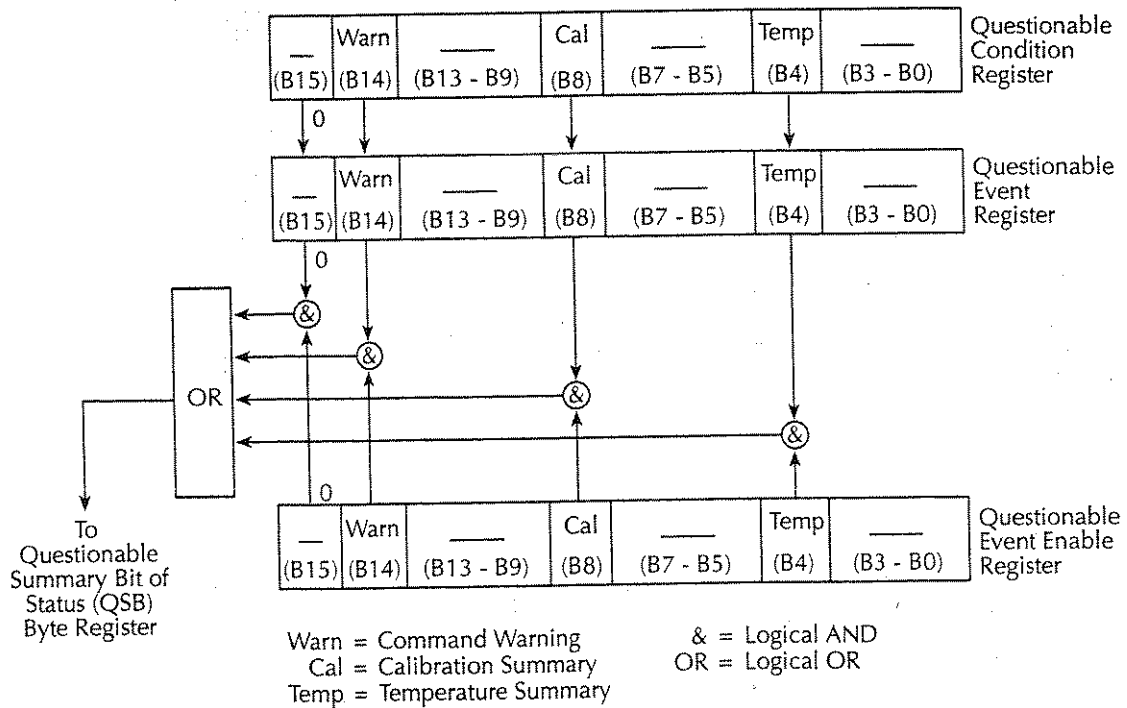 Warn Cal Temp
(B15) (B14) (B13 - B9) (B8) (B7 - B5) (B4) (B3 - B0)
Questionable
Condition
Register
0
Warn Cal Temp
(B15) (B14) (B13 - B9) (B8) (B7 - B5) (B4) (B3 - B0)
Questionable
Event
Register
0
&
&
&
OR
&
0
Warn Cal Temp
(B15) (B14) (B13 - B9) (B8) (B7 - B5) (B4) (B3 - B0)
Questionable
Event Enable
Register
To
Questionable
Summary Bit of
Status (QSB)
Byte Register
Warn = Command Warning
Cal = Calibration Summary
Temp = Temperature Summary
& = Logical AND
OR = Logical OR